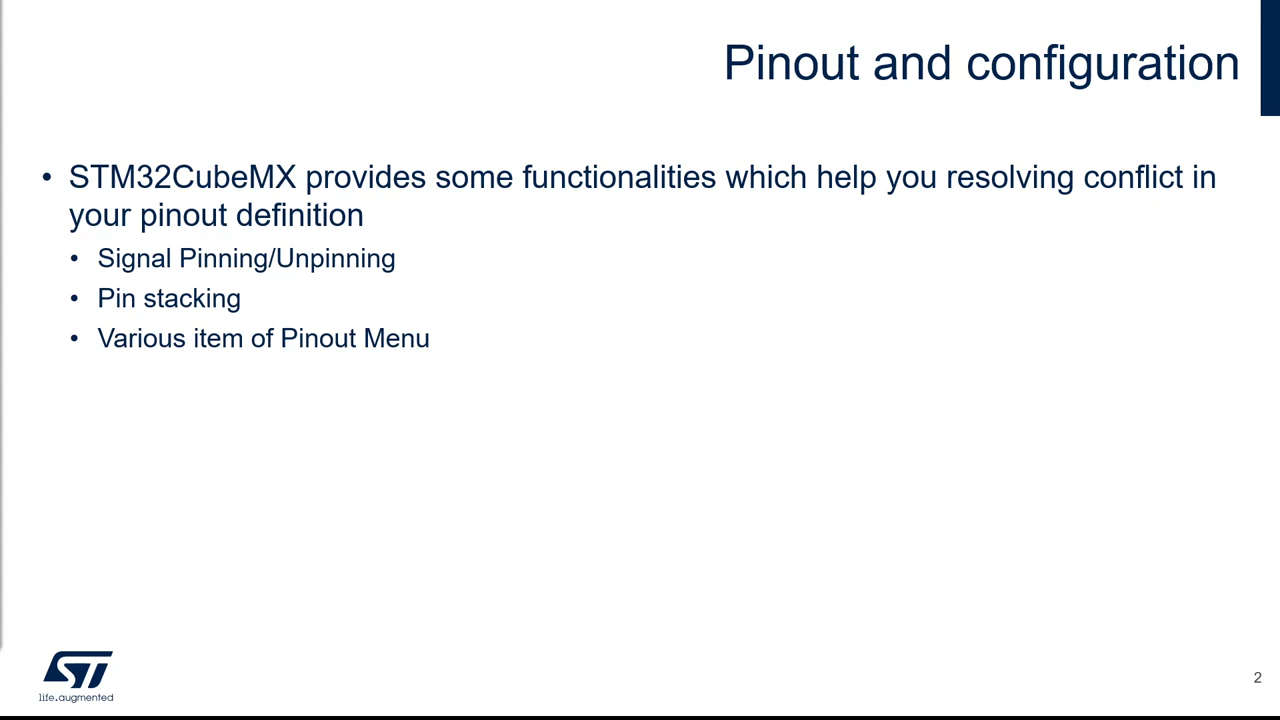 Pinout and configuration
• STM32CubeMX provides some functionalities which help you resolving conflict in
your pinout definition
• Signal Pinning/Unpinning
• Pin stacking
• Various item of Pinout Menu
ST
life.augmented
2